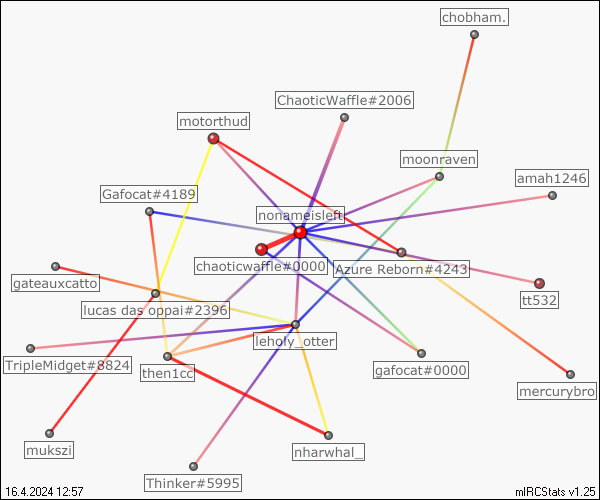 chobham.
ChaoticWaffle#2006
motorthud
moonraven
amah1246
Gafocat#4189
nonameisleft
chaoticwaffle#0000
Azure Reborn#4243
gateauxcatto
tt532
lucas das oppai#2396
leholy_otter
TripleMidget#8824
then1cc
gafocat#0000
mercurybro
mukszi
nharwhal_
Thinker#5995
16.4.2024 12:57
mIRCStats v1.25